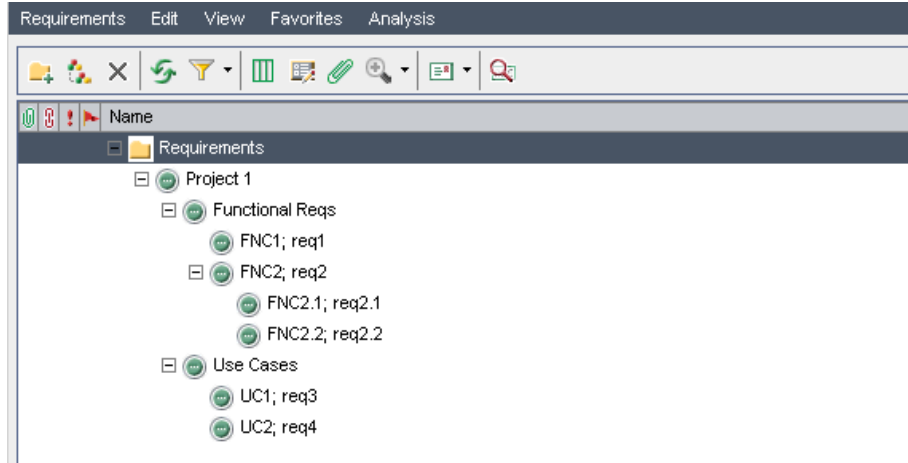 Requirements Edit View Favorites Analysis
Name
Requirements
Project 1
Functional Reqs
FNC1; req1
FNC2; req2
FNC2.1; req2.1
FNC2.2; req2.2
Use Cases
UC1; req3
UC2; req4